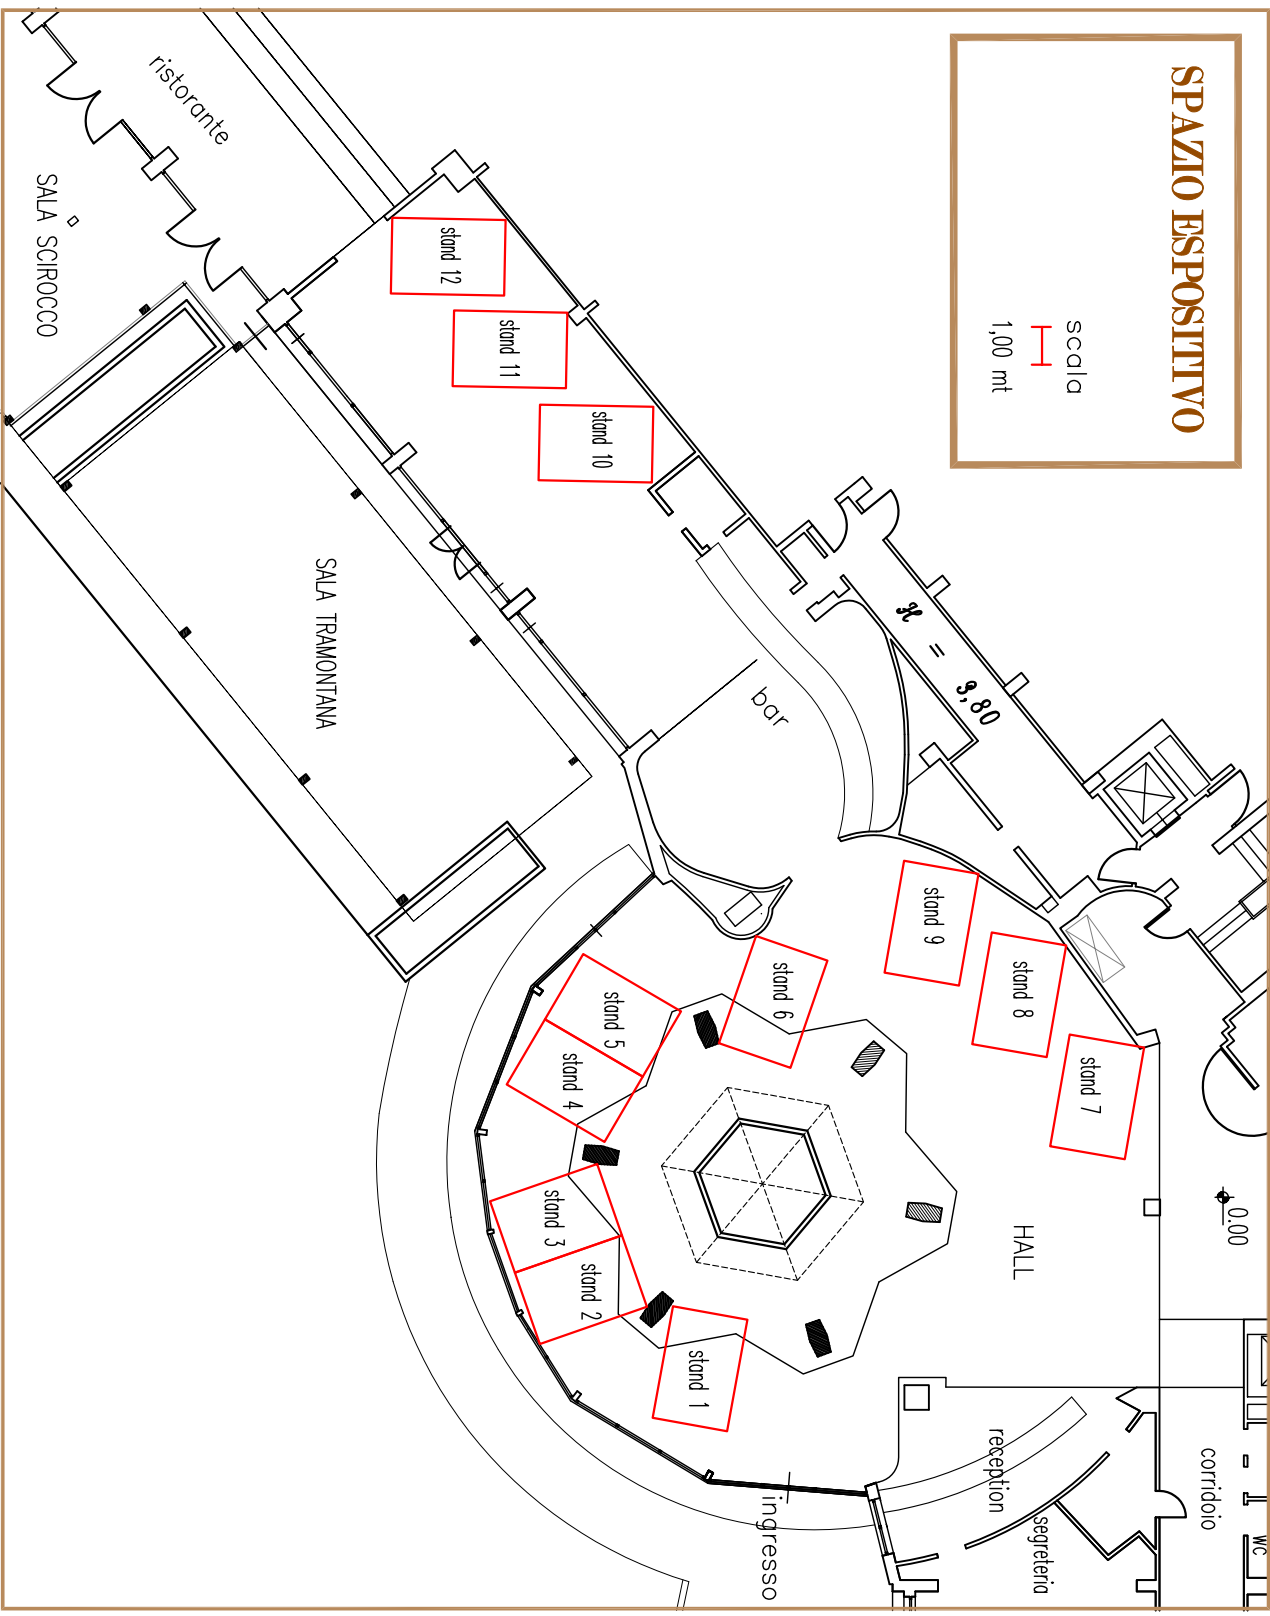 SPAZIO ESPOSITIVO
scala
1,00 mt
ristorante
SALA SCIROCCO
stand 12
stand 11
stand 10
SALA TRAMONTANA
bar
H = 3,80
stand 9
stand 8
stand 7
stand 6
stand 5
stand 4
stand 3
stand 2
stand 1
HALL
0.00
reception
segreteria
corridoio
WC
ingresso